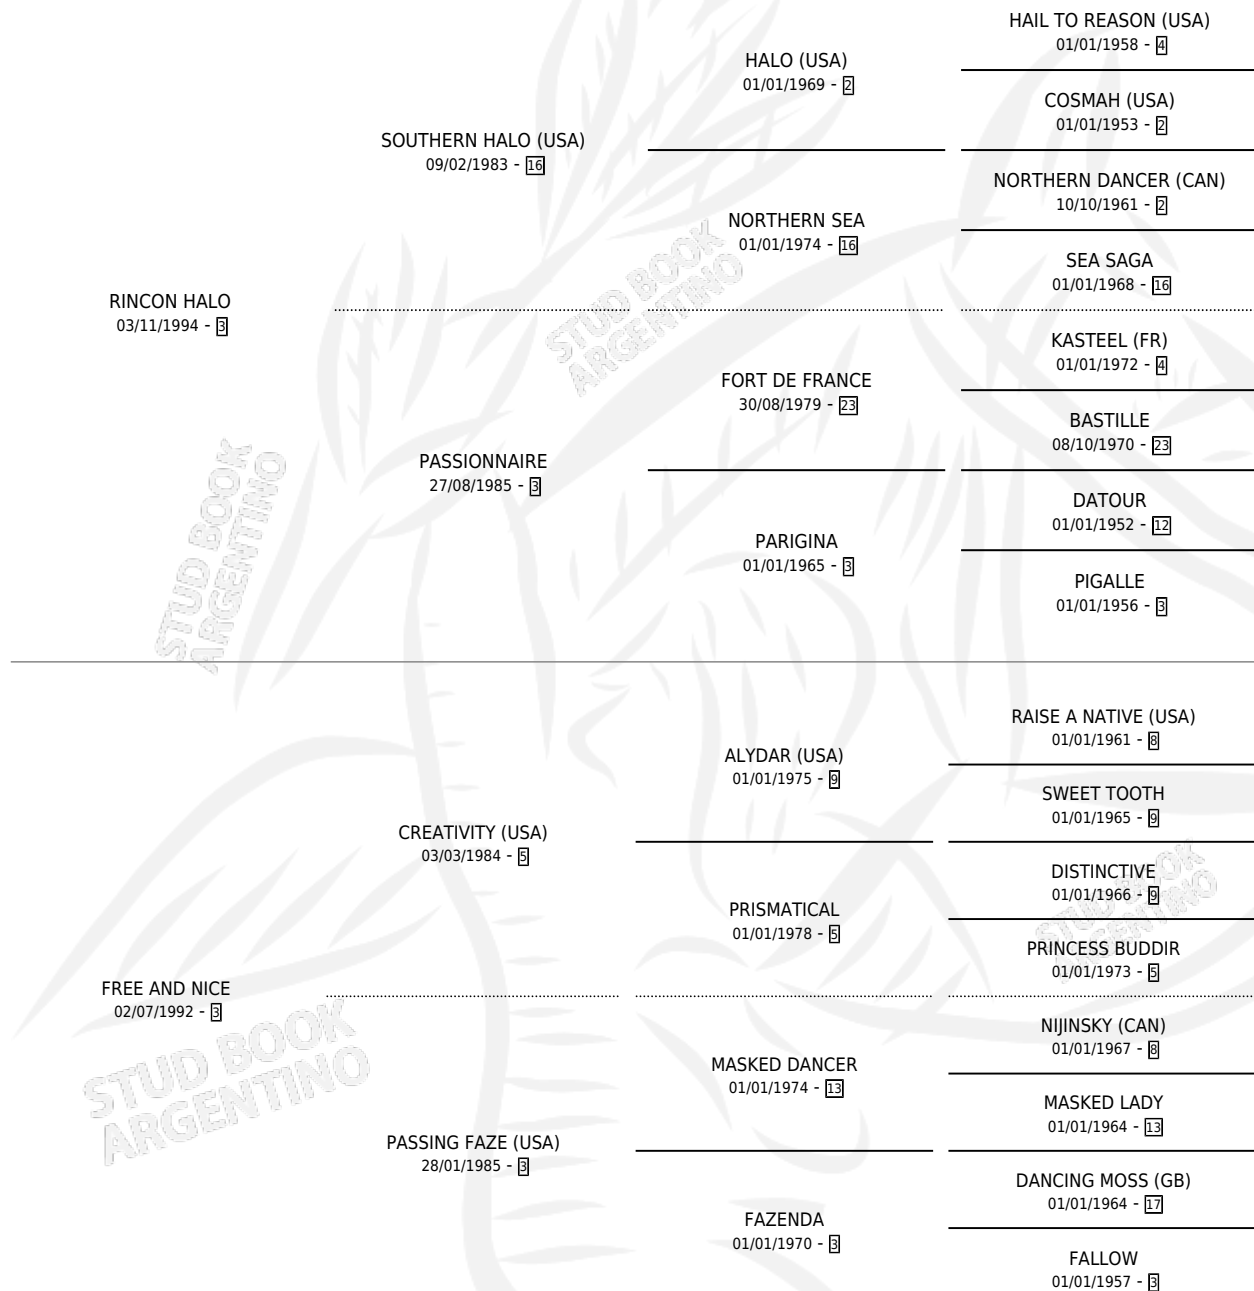 HAIL TO REASON (USA)
01/01/1958 - 4
HALO (USA)
01/01/1969 - 2
COSMAH (USA)
01/01/1953 - 2
SOUTHERN HALO (USA)
09/02/1983 - 16
NORTHERN DANCER (CAN)
10/10/1961 - 2
NORTHERN SEA
01/01/1974 - 16
SEA SAGA
01/01/1968 - 16
RINCON HALO
03/11/1994 - 3
KASTEEL (FR)
01/01/1972 - 4
FORT DE FRANCE
30/08/1979 - 23
BASTILLE
08/10/1970 - 23
PASSIONNAIRE
27/08/1985 - 3
DATOUR
01/01/1952 - 12
PARIGINA
01/01/1965 - 3
PIGALLE
01/01/1956 - 3
RAISE A NATIVE (USA)
01/01/1961 - 8
ALYDAR (USA)
01/01/1975 - 9
SWEET TOOTH
01/01/1965 - 9
CREATIVITY (USA)
03/03/1984 - 5
DISTINCTIVE
01/01/1966 - 9
PRISMATICAL
01/01/1978 - 5
PRINCESS BUDDIR
01/01/1973 - 5
FREE AND NICE
02/07/1992 - 3
NIJINSKY (CAN)
01/01/1967 - 8
MASKED DANCER
01/01/1974 - 13
MASKED LADY
01/01/1964 - 13
PASSING FAZE (USA)
28/01/1985 - 3
DANCING MOSS (GB)
01/01/1964 - 17
FAZENDA
01/01/1970 - 3
FALLOW
01/01/1957 - 3
STUD BOOK
ARGENTINO
STUD BOOK
ARGENTINO
STUD BOOK
ARGENTINO
STUD BOOK
ARGENTINO